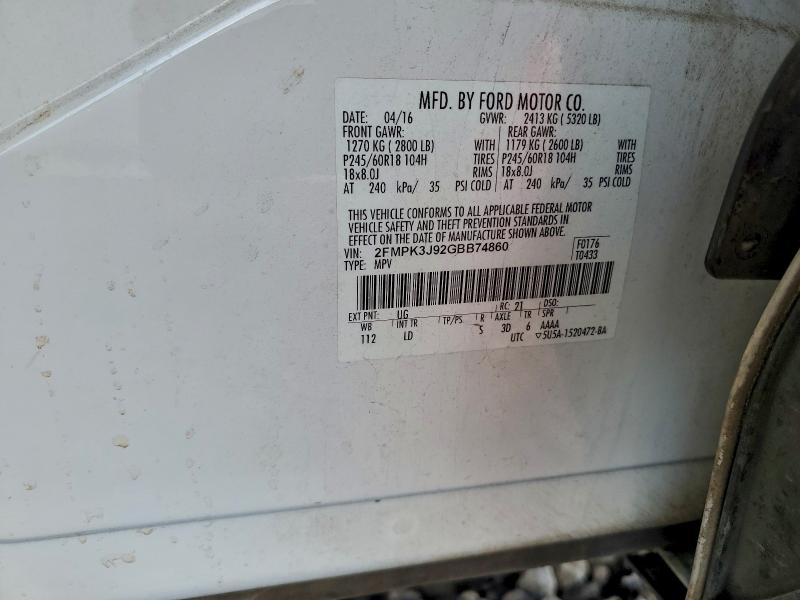 MFD. BY FORD MOTOR CO.
DATE: 04/16 GVWR: 2413 KG ( 5320 LB)
FRONT GAWR: REAR GAWR:
1270 KG ( 2800 LB) WITH 1179 KG ( 2600 LB) WITH
P245/60R18 104H TIRES P245/60R18 104H TIRES
18x8.0J RIMS 18x8.0J RIMS
AT 240 kPa/ 35 PSI COLD AT 240 kPa/ 35 PSI COLD
THIS VEHICLE CONFORMS TO ALL APPLICABLE FEDERAL MOTOR
VEHICLE SAFETY AND THEFT PREVENTION STANDARDS IN
EFFECT ON THE DATE OF MANUFACTURE SHOWN ABOVE.
VIN: 2FMPK3J92GBB74860 F0176
TYPE: MPV T0433
EXT PNT: UG RC: 21 DSO:
WB INT TR TP/PS R AXLE TR SPR
112 LD S 3D 6 AAAA
UTC ▽5U5A-1520472-BA